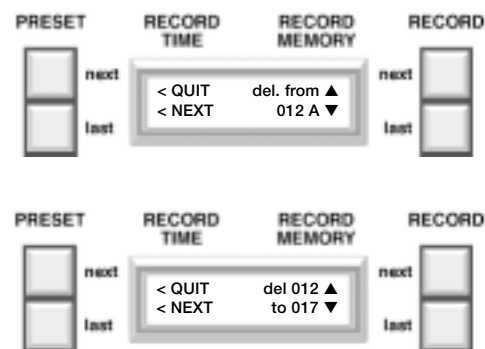 PRESET RECORD TIME RECORD MEMORY RECORD
next < QUIT del. from ▲ next
last < NEXT 012 A ▼ last
PRESET RECORD TIME RECORD MEMORY RECORD
next < QUIT del 012 ▲ next
last < NEXT to 017 ▼ last